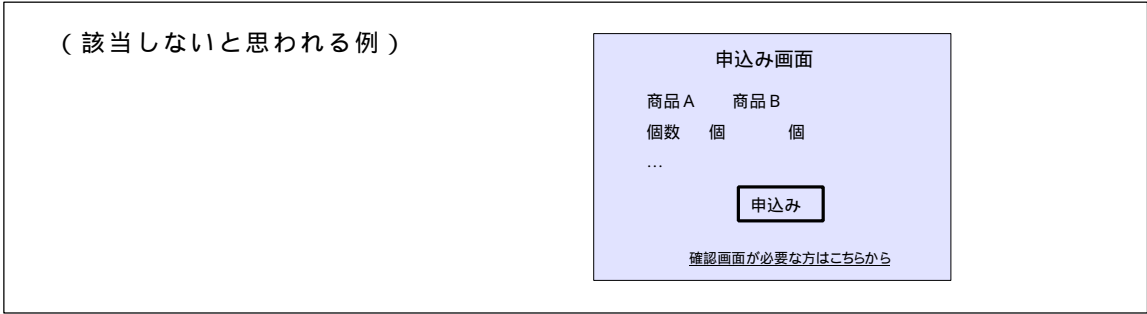 (該当しないと思われる例)
申込み画面
商品A 商品B
個数 個 個
…
申込み
確認画面が必要な方はこちらから